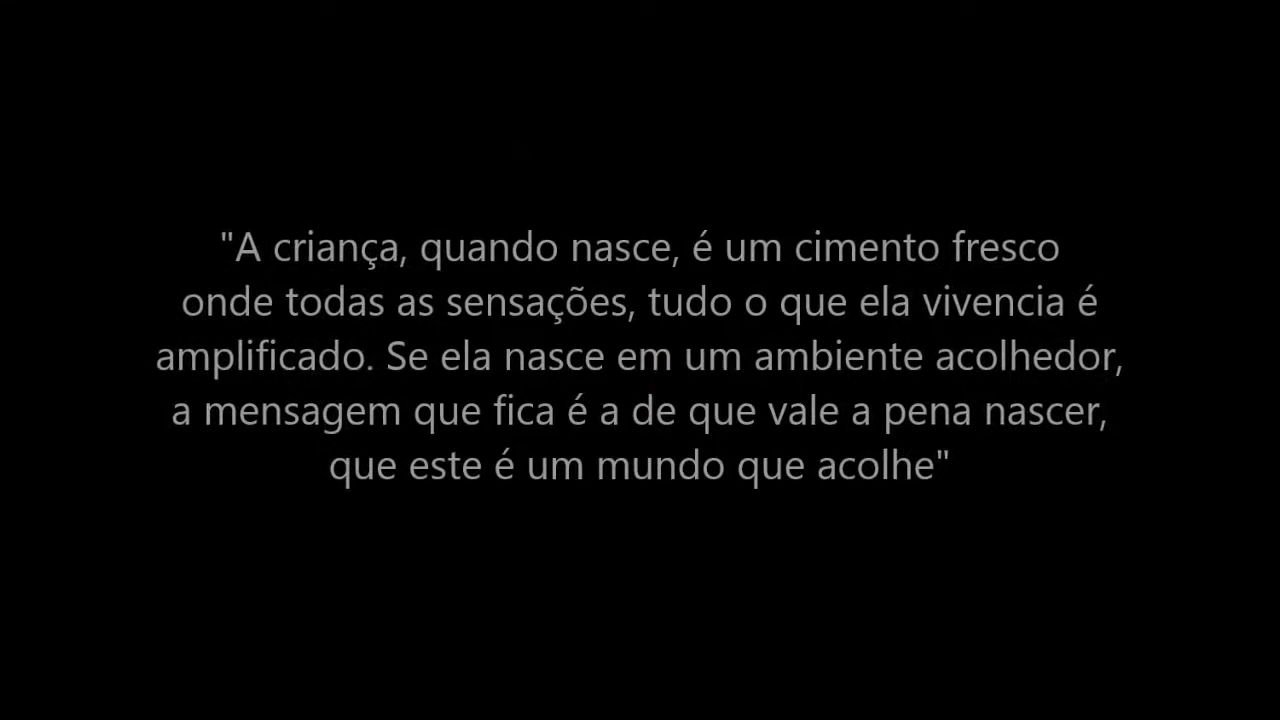 "A criança, quando nasce, é um cimento fresco
onde todas as sensações, tudo o que ela vivencia é
amplificado. Se ela nasce em um ambiente acolhedor,
a mensagem que fica é a de que vale a pena nascer,
que este é um mundo que acolhe"